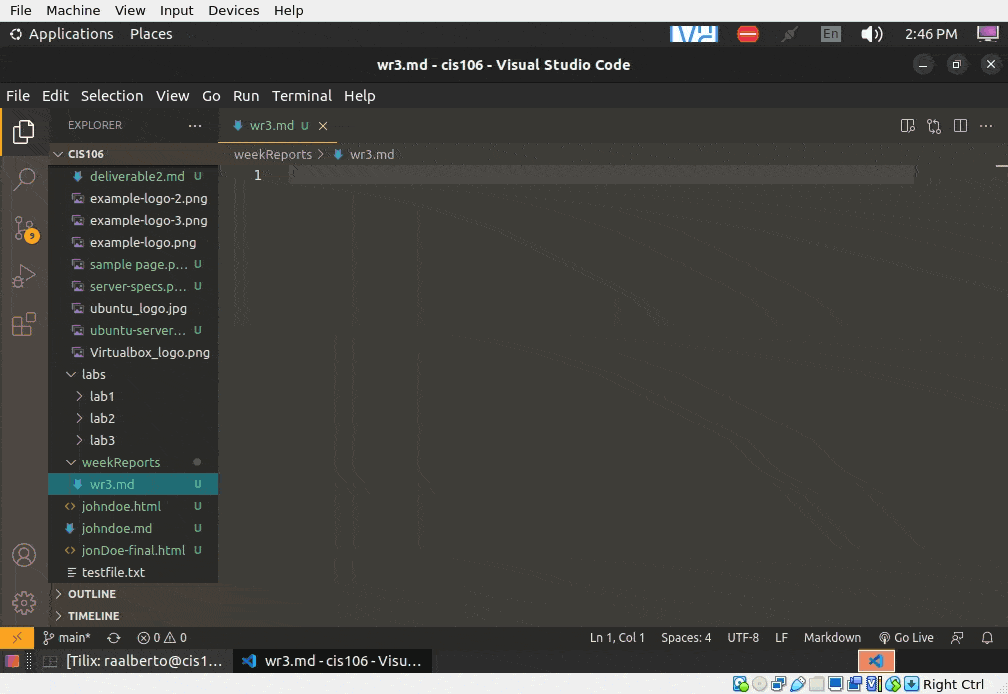 File Machine View Input Devices Help
Applications Places
En
2:46 PM
wr3.md - cis106 - Visual Studio Code
File Edit Selection View Go Run Terminal Help
EXPLORER
wr3.md U
CIS106
weekReports > wr3.md
deliverable2.md U
1
example-logo-2.png
example-logo-3.png
example-logo.png
9
sample page.p... U
server-specs.p... U
ubuntu_logo.jpg
ubuntu-server... U
Virtualbox_logo.png
labs
lab1
lab2
lab3
weekReports
wr3.md U
johndoe.html U
johndoe.md U
jonDoe-final.html U
testfile.txt
OUTLINE
TIMELINE
main* 0 0 Ln 1, Col 1 Spaces: 4 UTF-8 LF Markdown Go Live
[Tilix: raalberto@cis1... wr3.md - cis106 - Visu...
Right Ctrl